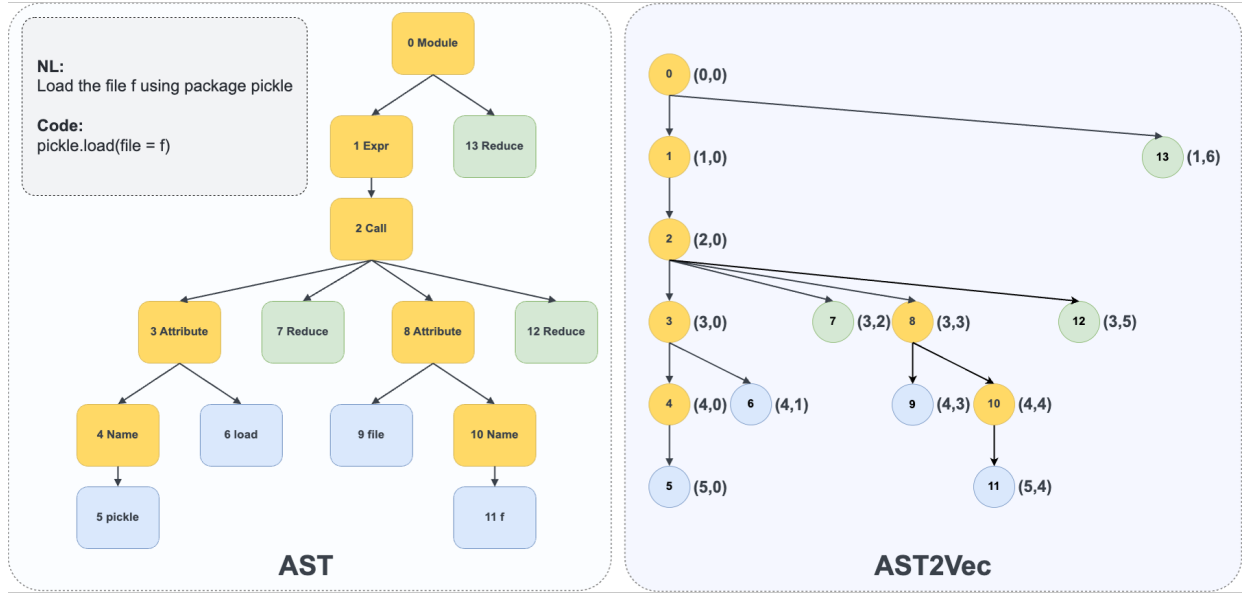 NL:
Load the file f using package pickle
Code:
pickle.load(file = f)
0 Module
1 Expr
13 Reduce
2 Call
3 Attribute
7 Reduce
8 Attribute
12 Reduce
4 Name
6 load
9 file
10 Name
5 pickle
11 f
AST
0 (0,0)
1 (1,0)
13 (1,6)
2 (2,0)
3 (3,0)
7 (3,2)
8 (3,3)
12 (3,5)
4 (4,0)
6 (4,1)
9 (4,3)
10 (4,4)
5 (5,0)
11 (5,4)
AST2Vec